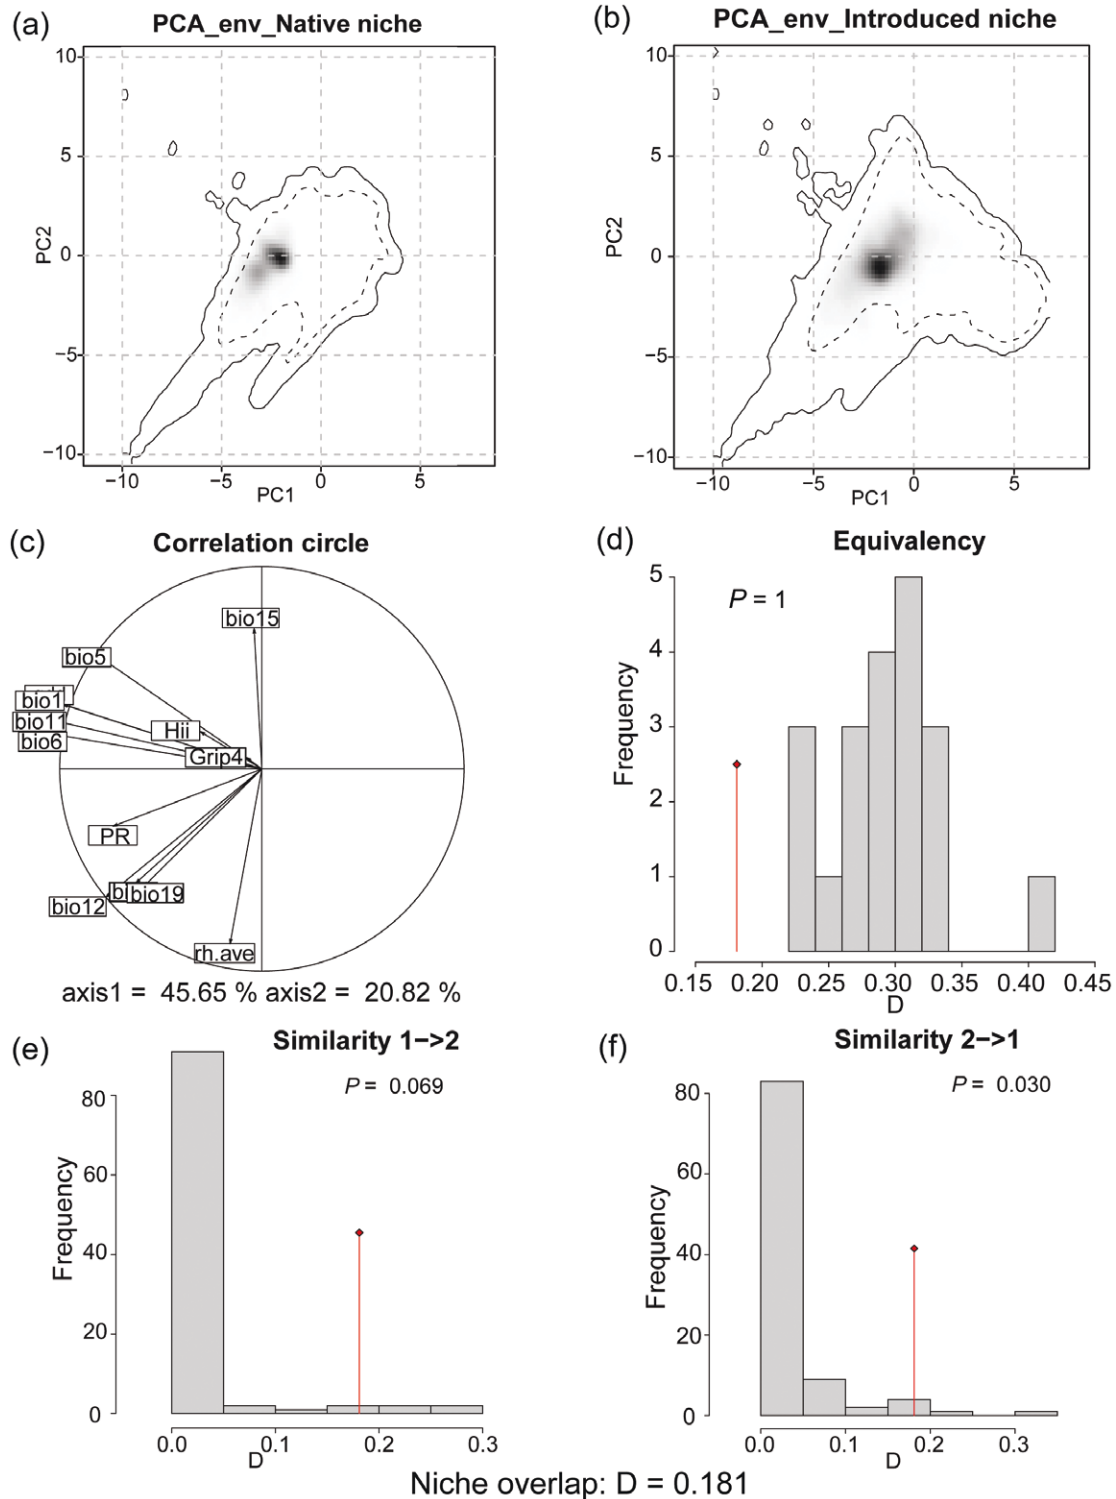 (a) PCA_env_Native niche
10
5
0
−5
−10
PC2
−10 −5 0 5
PC1
(b) PCA_env_Introduced niche
10
5
0
−5
−10
PC2
−10 −5 0 5
PC1
(c) Correlation circle
bio15
bio5
bio1
bio11
bio6
Hii
Grip4
PR
bio19
bio12
rh.ave
axis1 = 45.65 % axis2 = 20.82 %
(d) Equivalency
P = 1
5
4
3
2
1
0
Frequency
0.15 0.20 0.25 0.30 0.35 0.40 0.45
D
(e) Similarity 1−>2
P = 0.069
80
60
40
20
0
Frequency
0.0 0.1 0.2 0.3
D
(f) Similarity 2−>1
P = 0.030
80
60
40
20
0
Frequency
0.0 0.1 0.2 0.3
D
Niche overlap: D = 0.181